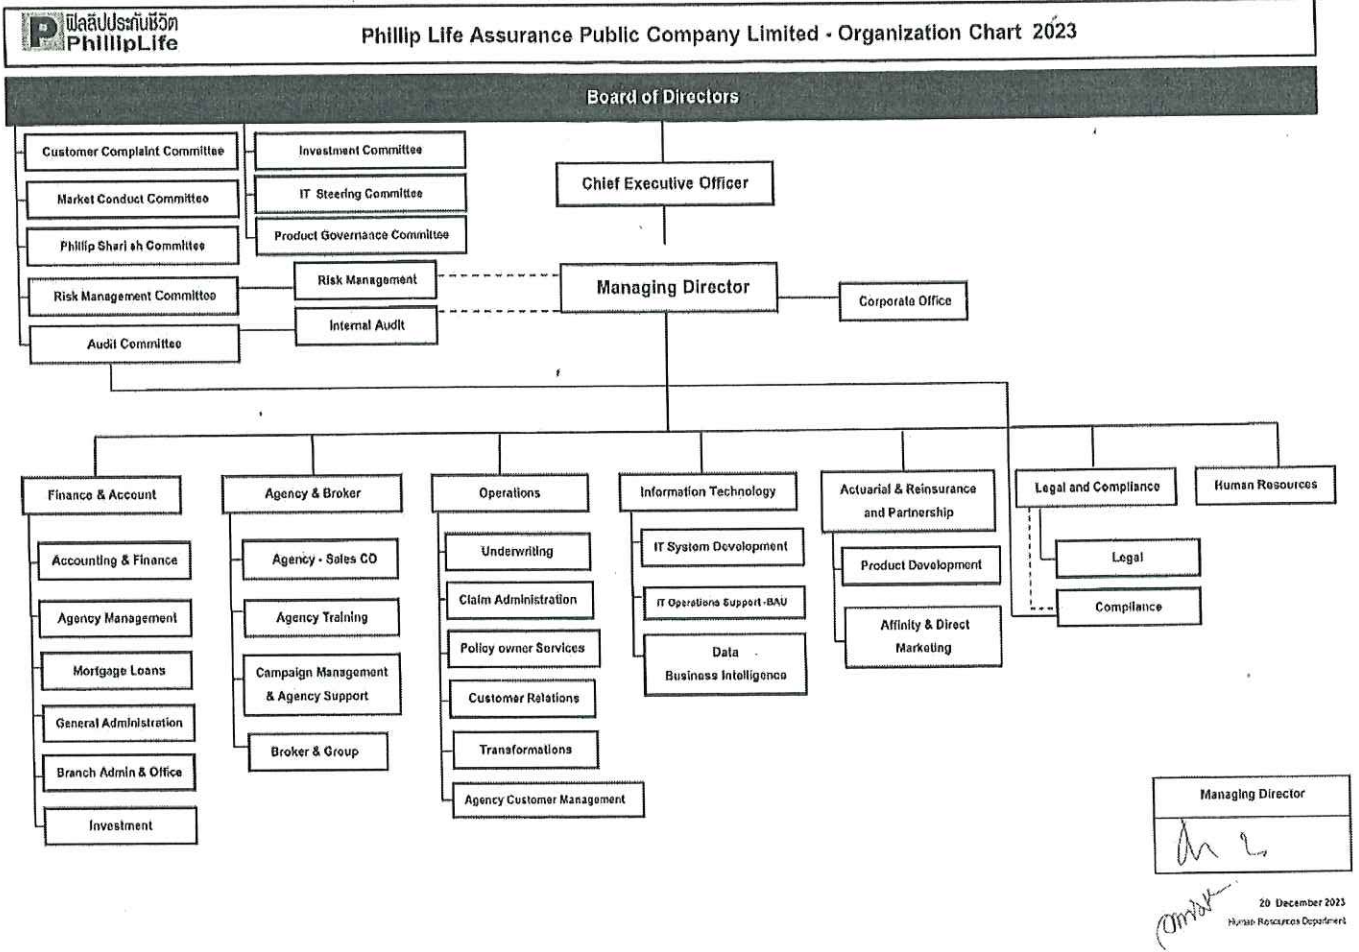 ฟิลลิปประกันชีวิต
PhillipLife
Phillip Life Assurance Public Company Limited - Organization Chart 2023
Board of Directors
Customer Complaint Committee
Market Conduct Committee
Phillip Shari ah Committee
Risk Management Committee
Audit Committee
Investment Committee
IT Steering Committee
Product Governance Committee
Risk Management
Internal Audit
Chief Executive Officer
Managing Director
Corporate Office
Finance & Account
Accounting & Finance
Agency Management
Mortgage Loans
General Administration
Branch Admin & Office
Investment
Agency & Broker
Agency - Sales CO
Agency Training
Campaign Management
& Agency Support
Broker & Group
Operations
Underwriting
Claim Administration
Policy owner Services
Customer Relations
Transformations
Agency Customer Management
Information Technology
IT System Development
IT Operations Support -BAU
Data
Business Intelligence
Actuarial & Reinsurance
and Partnership
Product Development
Affinity & Direct
Marketing
Legal and Compliance
Legal
Compliance
Human Resources
Managing Director
20 December 2023
Human Resources Department